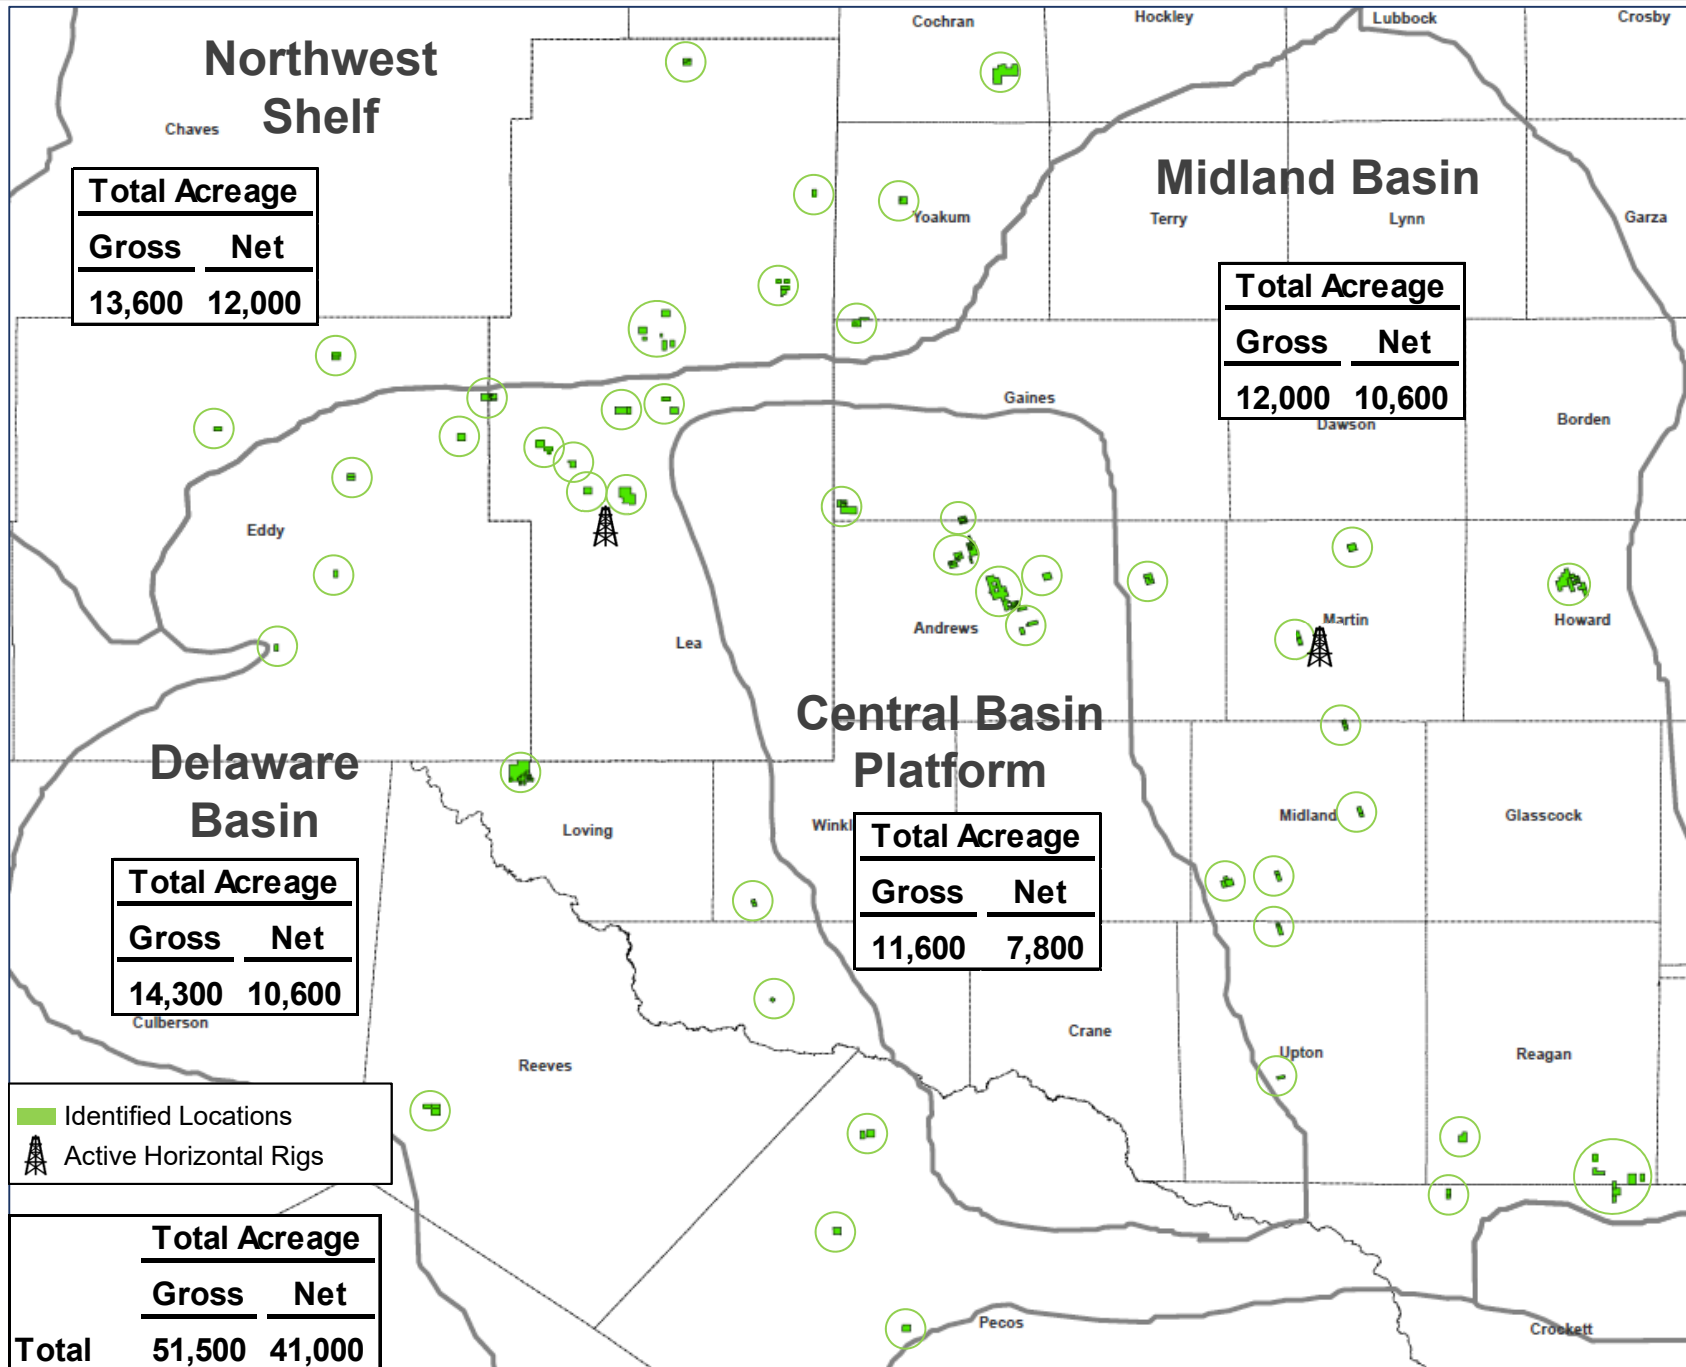 Cochran
Hockley
Lubbock
Crosby
Northwest
Shelf
Chaves
Total Acreage
Gross Net
13,600 12,000
Midland Basin
Yoakum
Terry
Lynn
Garza
Total Acreage
Gross Net
12,000 10,600
Gaines
Dawson
Borden
Eddy
Lea
Andrews
Martin
Howard
Central Basin
Platform
Delaware
Basin
Loving
Winkl
Total Acreage
Gross Net
11,600 7,800
Midland
Glasscock
Total Acreage
Gross Net
14,300 10,600
Culberson
Reeves
Crane
Upton
Reagan
Identified Locations
Active Horizontal Rigs
Total Acreage
Gross Net
Total 51,500 41,000
Pecos
Crockett